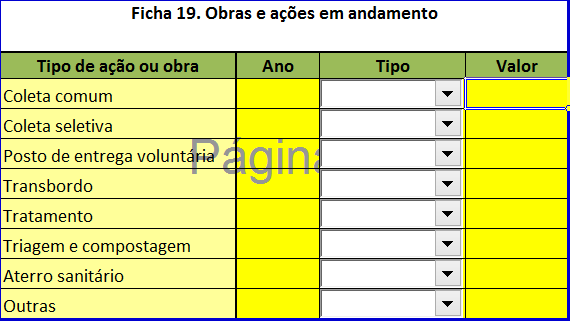 Ficha 19. Obras e ações em andamento
Tipo de ação ou obra Ano Tipo Valor
Coleta comum
Coleta seletiva
Posto de entrega voluntária
Página
Transbordo
Tratamento
Triagem e compostagem
Aterro sanitário
Outras